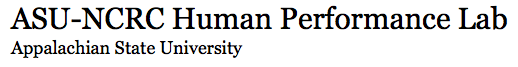 ASU-NCRC Human Performance Lab
Appalachian State University